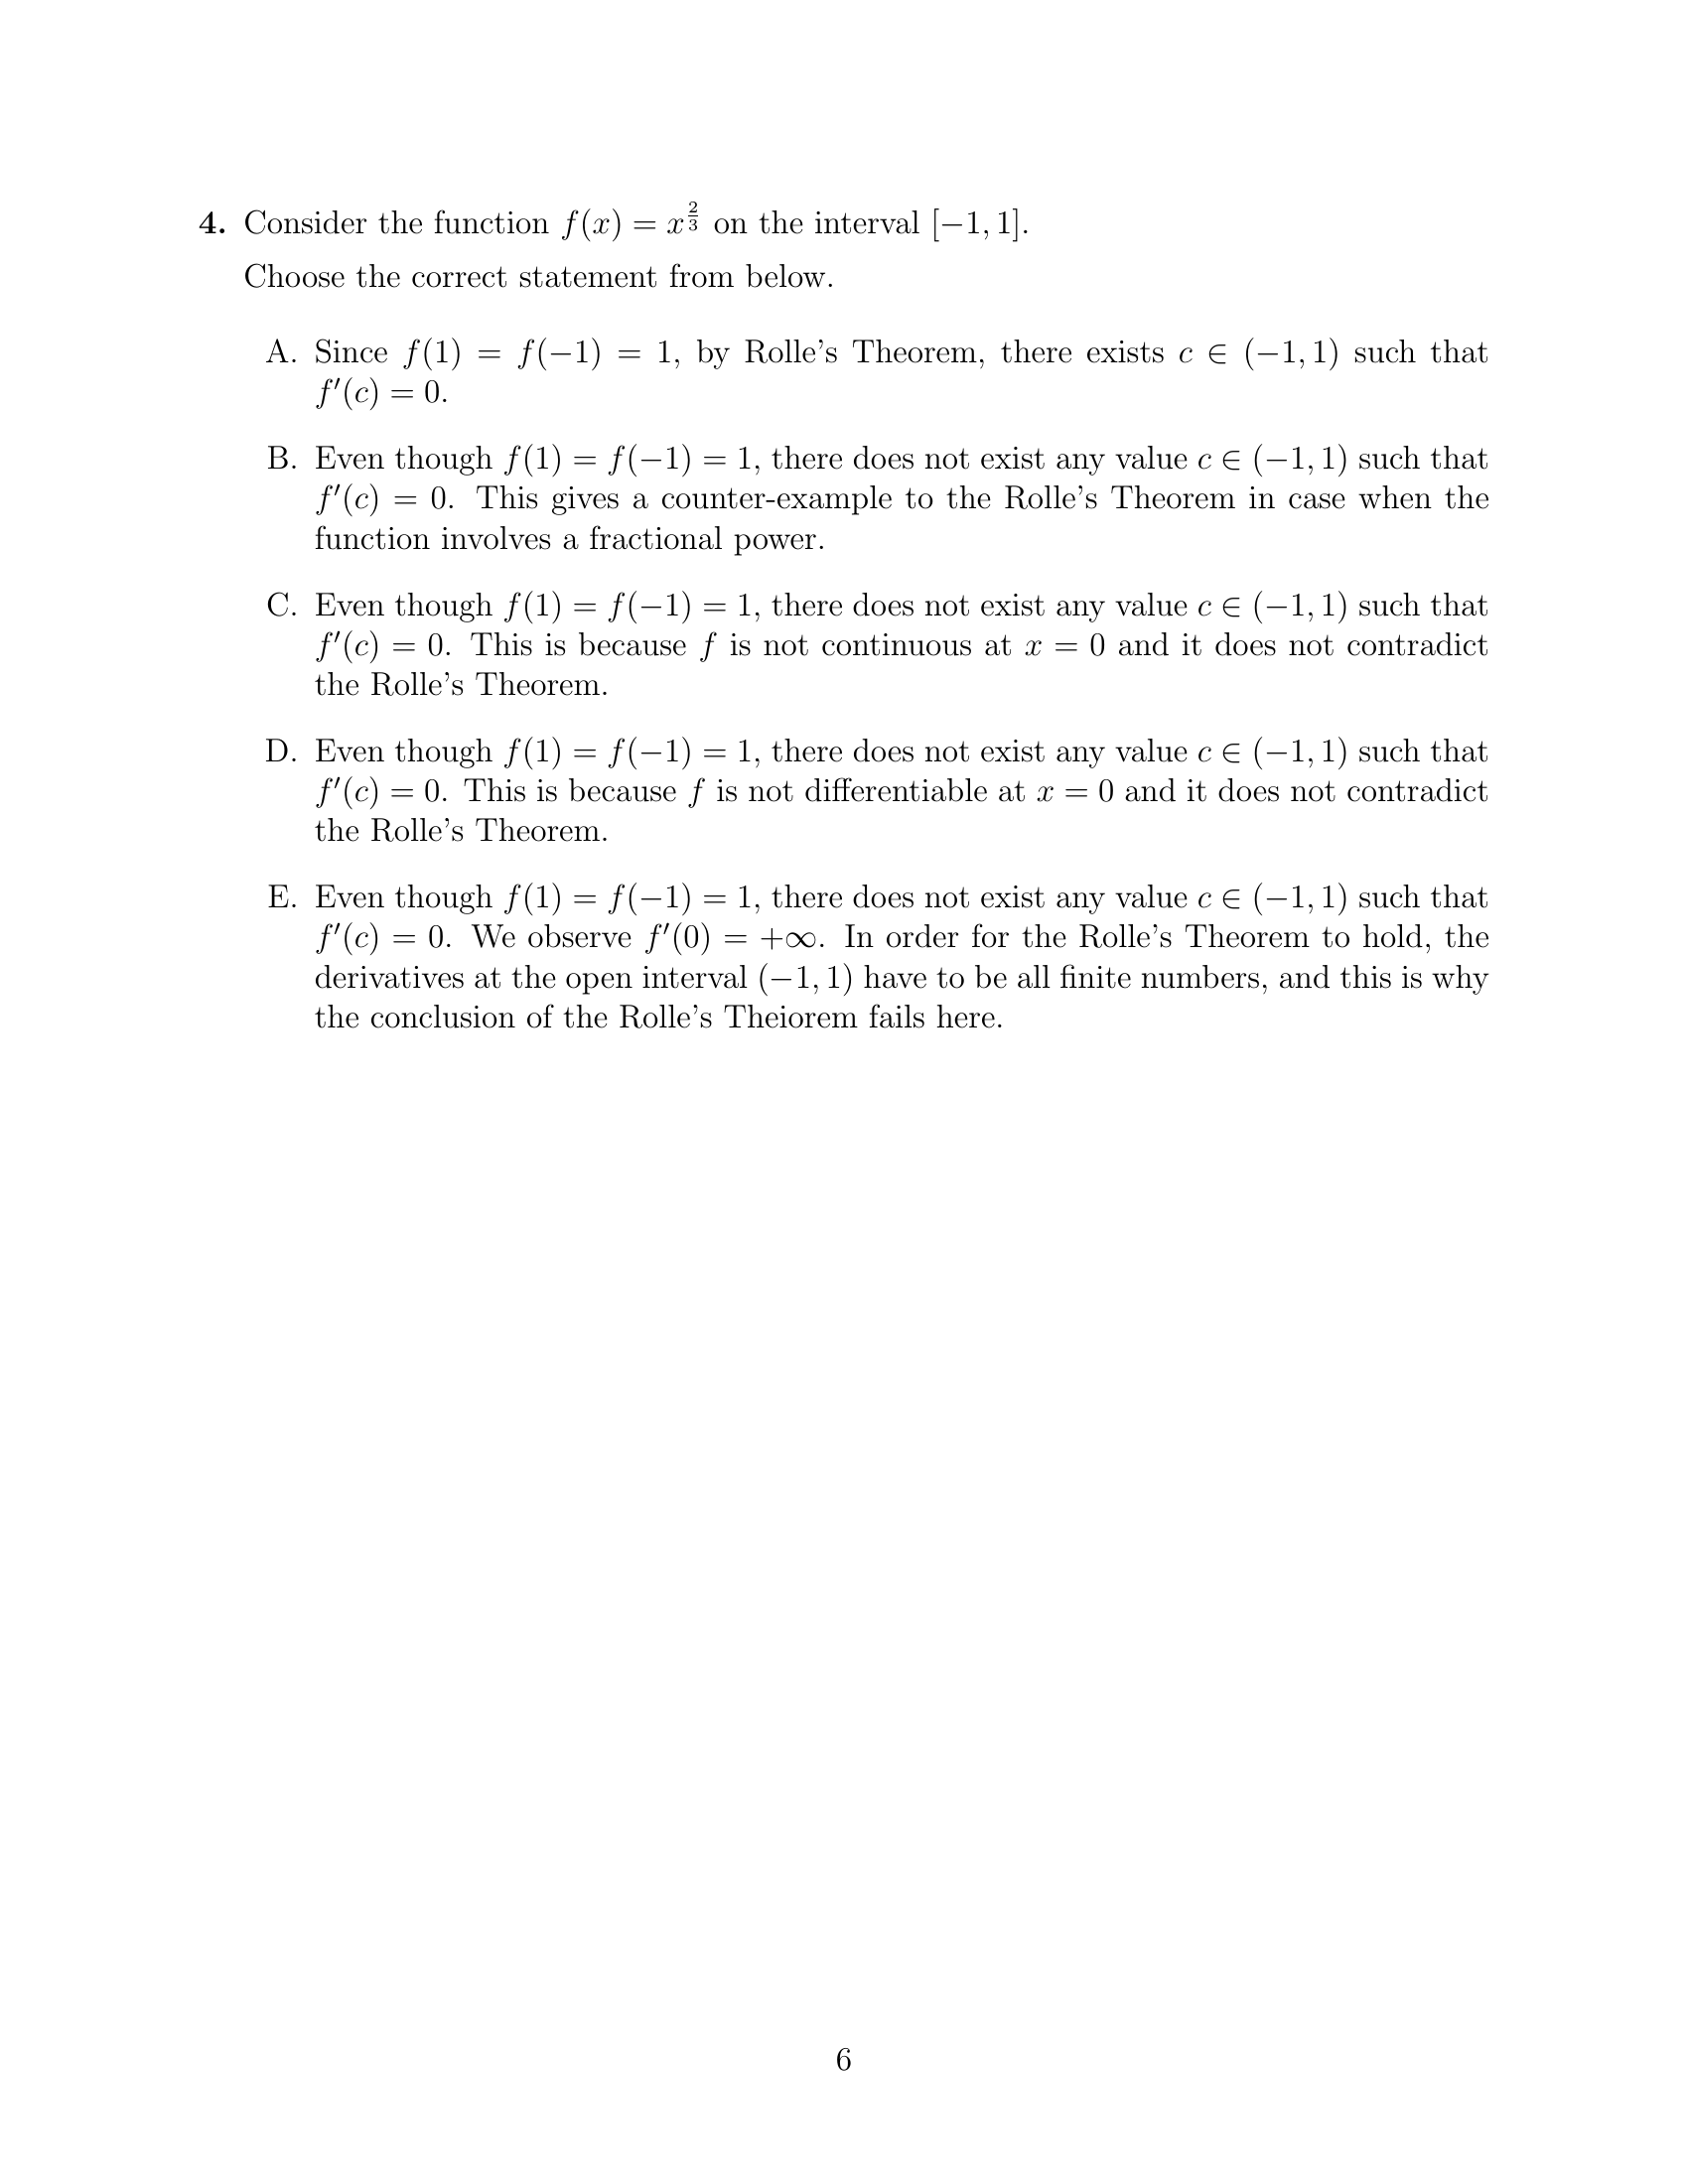 4. Consider the function f(x) = x^{2/3} on the interval [−1, 1].
Choose the correct statement from below.
A. Since f(1) = f(−1) = 1, by Rolle's Theorem, there exists c ∈ (−1, 1) such that
f′(c) = 0.
B. Even though f(1) = f(−1) = 1, there does not exist any value c ∈ (−1, 1) such that
f′(c) = 0. This gives a counter-example to the Rolle's Theorem in case when the
function involves a fractional power.
C. Even though f(1) = f(−1) = 1, there does not exist any value c ∈ (−1, 1) such that
f′(c) = 0. This is because f is not continuous at x = 0 and it does not contradict
the Rolle's Theorem.
D. Even though f(1) = f(−1) = 1, there does not exist any value c ∈ (−1, 1) such that
f′(c) = 0. This is because f is not differentiable at x = 0 and it does not contradict
the Rolle's Theorem.
E. Even though f(1) = f(−1) = 1, there does not exist any value c ∈ (−1, 1) such that
f′(c) = 0. We observe f′(0) = +∞. In order for the Rolle's Theorem to hold, the
derivatives at the open interval (−1, 1) have to be all finite numbers, and this is why
the conclusion of the Rolle's Theiorem fails here.
6